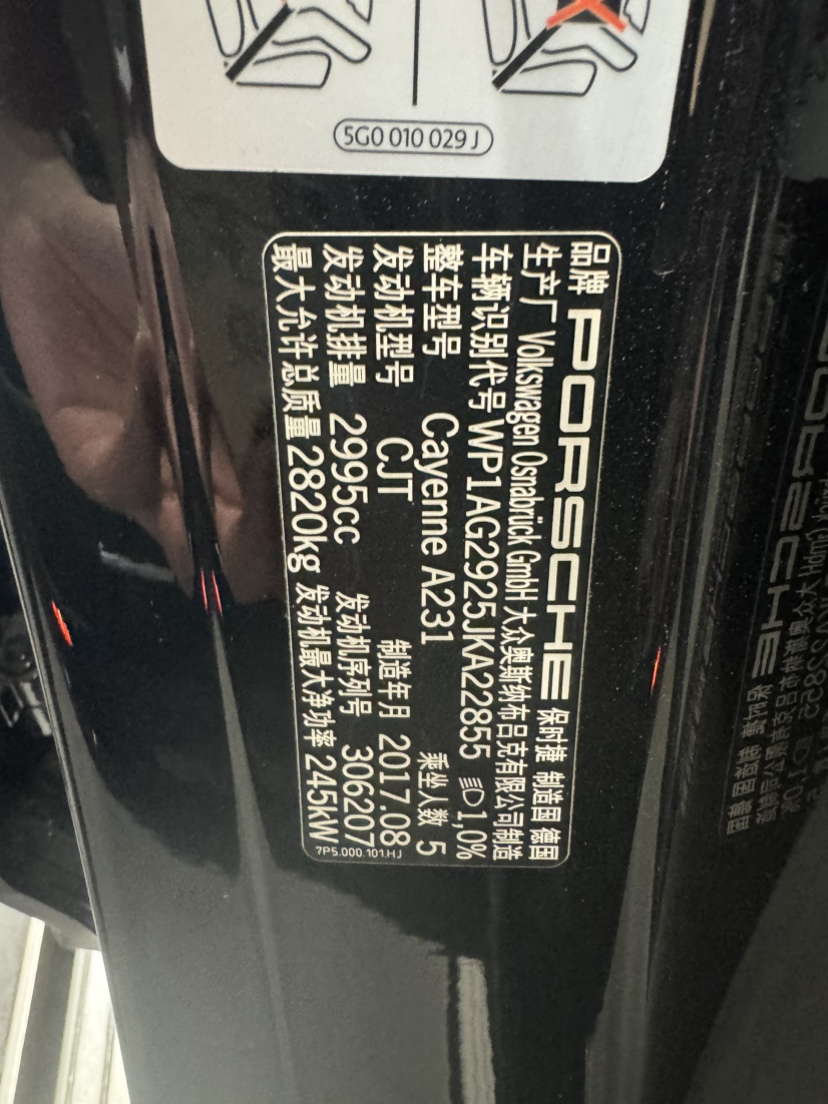 5G0 010 029 J
品牌 PORSCHE 保时捷 制造国 德国
生产厂 Volkswagen Osnabrück GmbH 大众奥斯纳布吕克有限公司制造
车辆识别代号 WP1AG2925JKA22855 1,0%
整车型号 Cayenne A231 乘坐人数 5
发动机型号 CJT 制造年月 2017.08
发动机排量 2995cc 发动机序列号 306207
最大允许总质量 2820kg 发动机最大净功率 245kW
7P5.000.101.HJ